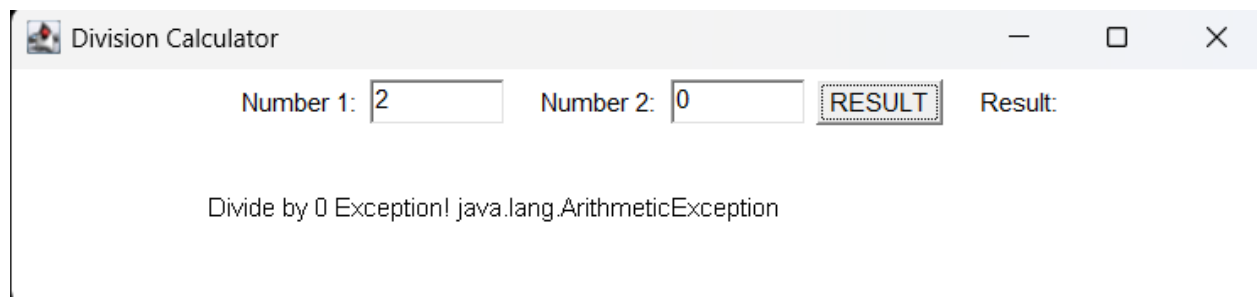 Division Calculator
Number 1: 2 Number 2: 0 RESULT Result:
Divide by 0 Exception! java.lang.ArithmeticException